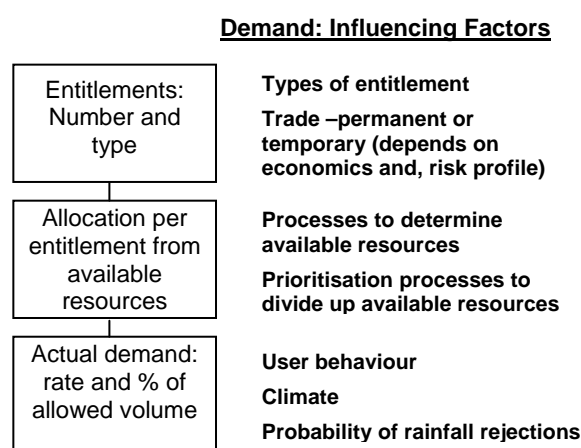 Demand: Influencing Factors
Entitlements:
Number and
type
Types of entitlement
Trade –permanent or
temporary (depends on
economics and, risk profile)
Allocation per
entitlement from
available
resources
Processes to determine
available resources
Prioritisation processes to
divide up available resources
Actual demand:
rate and % of
allowed volume
User behaviour
Climate
Probability of rainfall rejections